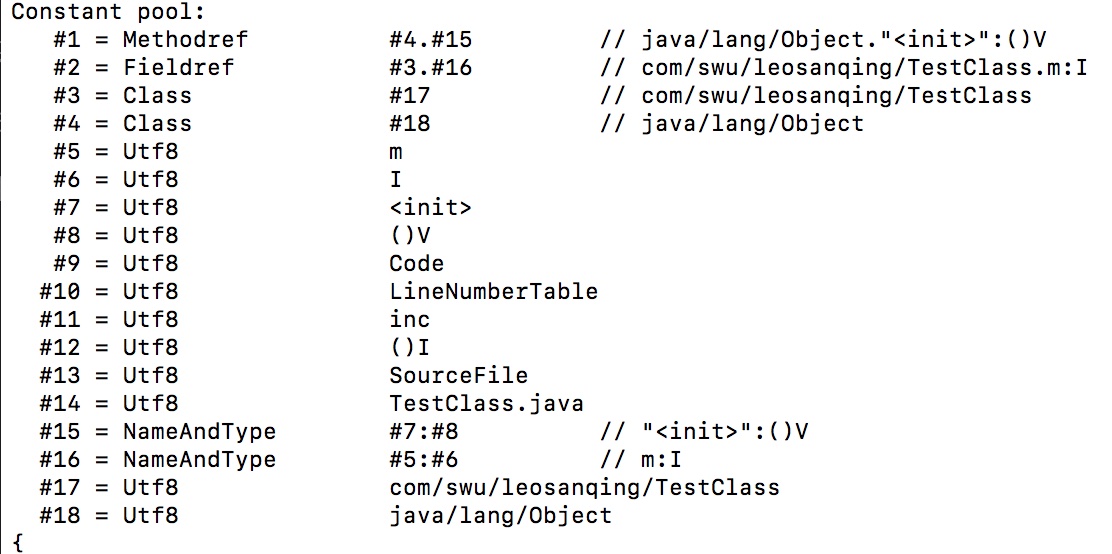 Constant pool:
   #1 = Methodref          #4.#15         // java/lang/Object."<init>":()V
   #2 = Fieldref           #3.#16         // com/swu/leosanqing/TestClass.m:I
   #3 = Class              #17            // com/swu/leosanqing/TestClass
   #4 = Class              #18            // java/lang/Object
   #5 = Utf8               m
   #6 = Utf8               I
   #7 = Utf8               <init>
   #8 = Utf8               ()V
   #9 = Utf8               Code
  #10 = Utf8               LineNumberTable
  #11 = Utf8               inc
  #12 = Utf8               ()I
  #13 = Utf8               SourceFile
  #14 = Utf8               TestClass.java
  #15 = NameAndType        #7:#8          // "<init>":()V
  #16 = NameAndType        #5:#6          // m:I
  #17 = Utf8               com/swu/leosanqing/TestClass
  #18 = Utf8               java/lang/Object
{